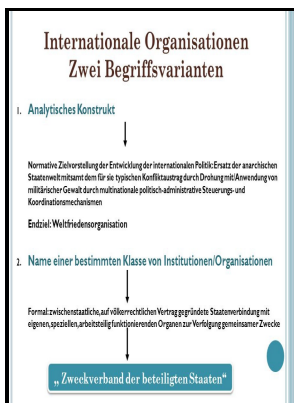 Internationale Organisationen
Zwei Begriffsvarianten
1. Analytisches Konstrukt
Normative Zielvorstellung der Entwicklung der internationalen Politik: Ersatz der anarchischen
Staatenwelt mitsamt dem für sie typischen Konfliktaustrag durch Drohung mit/Anwendung von
militärischer Gewalt durch multinationale politisch-administrative Steuerungs- und
Koordinationsmechanismen
Endziel: Weltfriedensorganisation
2. Name einer bestimmten Klasse von Institutionen/Organisationen
Formal: zwischenstaatliche, auf völkerrechtlichen Vertrag gegründete Staatenverbindung mit
eigenen, speziellen, arbeitsteilig funktionierenden Organen zur Verfolgung gemeinsamer Zwecke
„ Zweckverband der beteiligten Staaten“